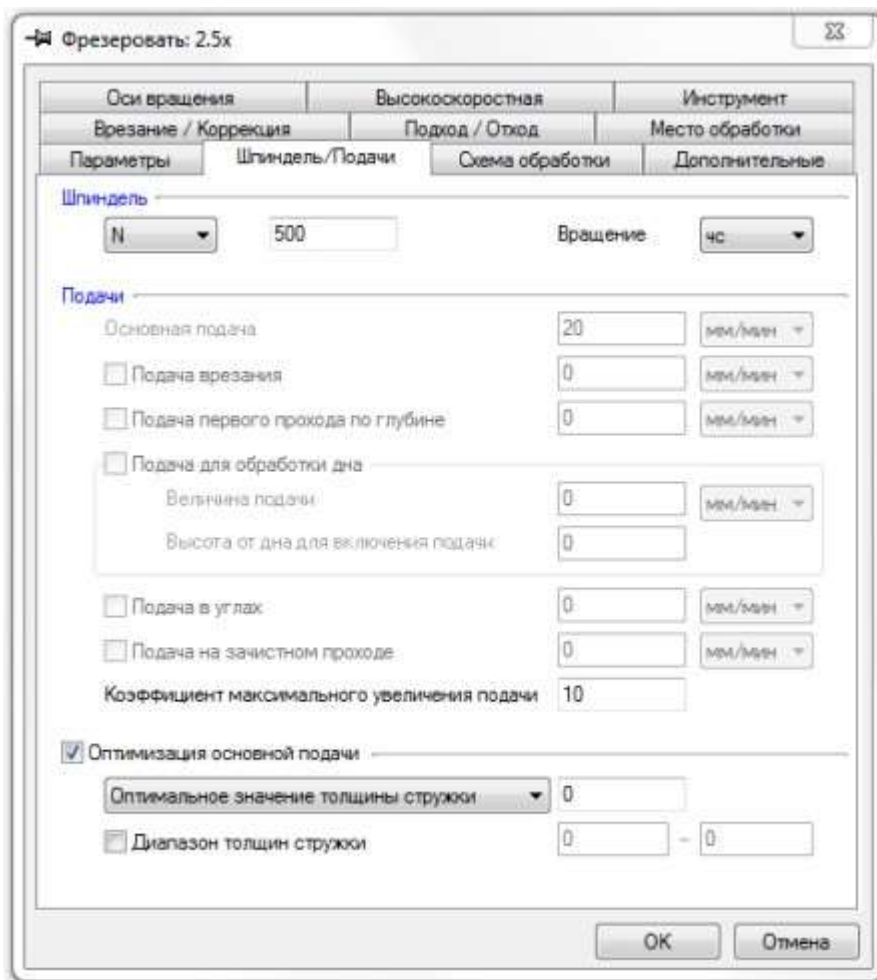 Фрезеровать: 2.5x
Оси вращения Высокоскоростная Инструмент
Врезание / Коррекция Подход / Отход Место обработки
Параметры Шпиндель/Подачи Схема обработки Дополнительные
Шпиндель
N 500 Вращение чс
Подачи
Основная подача 20 мм/мин
Подача врезания 0 мм/мин
Подача первого прохода по глубине 0 мм/мин
Подача для обработки дна
Величина подачи 0 мм/мин
Высота от дна для включения подачи 0
Подача в углах 0 мм/мин
Подача на зачистном проходе 0 мм/мин
Коэффициент максимального увеличения подачи 10
Оптимизация основной подачи
Оптимальное значение толщины стружки 0
Диапазон толщин стружки 0 - 0
OK Отмена